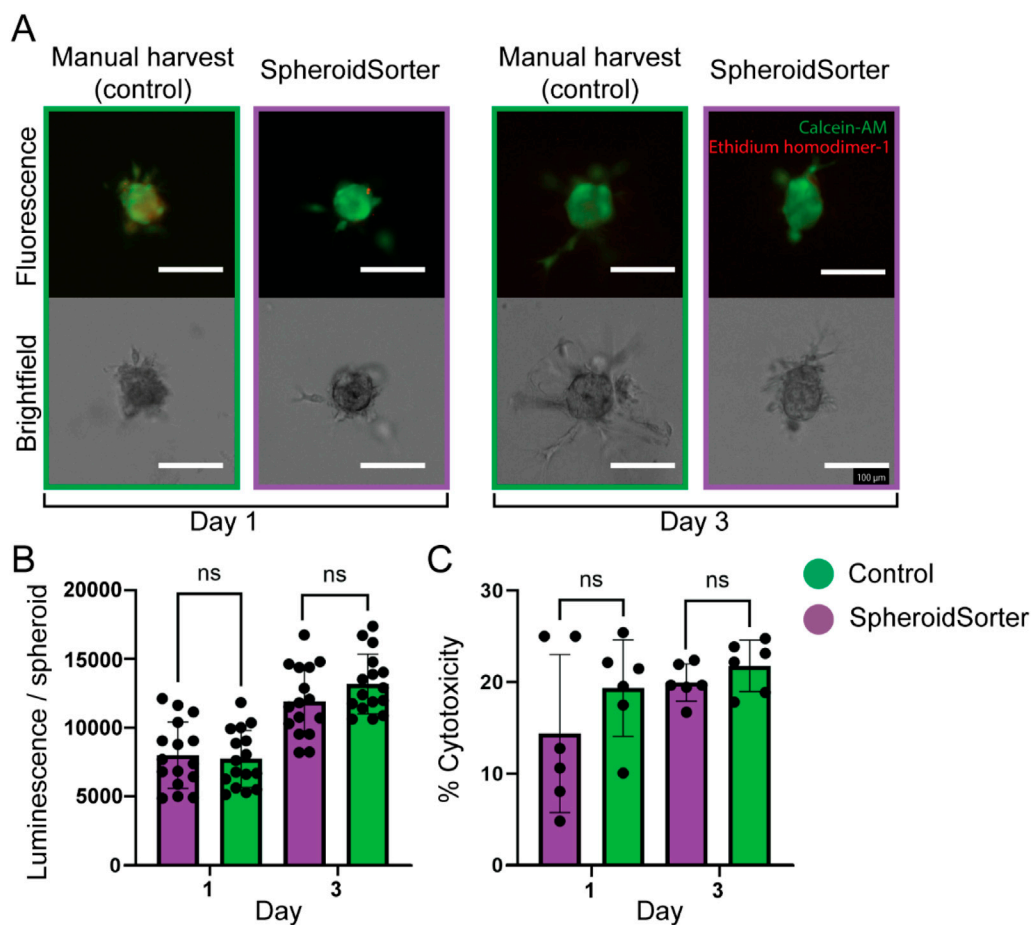 A
Manual harvest
(control)
SpheroidSorter
Manual harvest
(control)
SpheroidSorter
Fluorescence
Calcein-AM
Ethidium homodimer-1
Brightfield
100 µm
Day 1
Day 3
B
Luminescence / spheroid
20000
15000
10000
5000
0
ns
ns
1
3
Day
C
% Cytotoxicity
30
20
10
0
ns
ns
1
3
Day
Control
SpheroidSorter